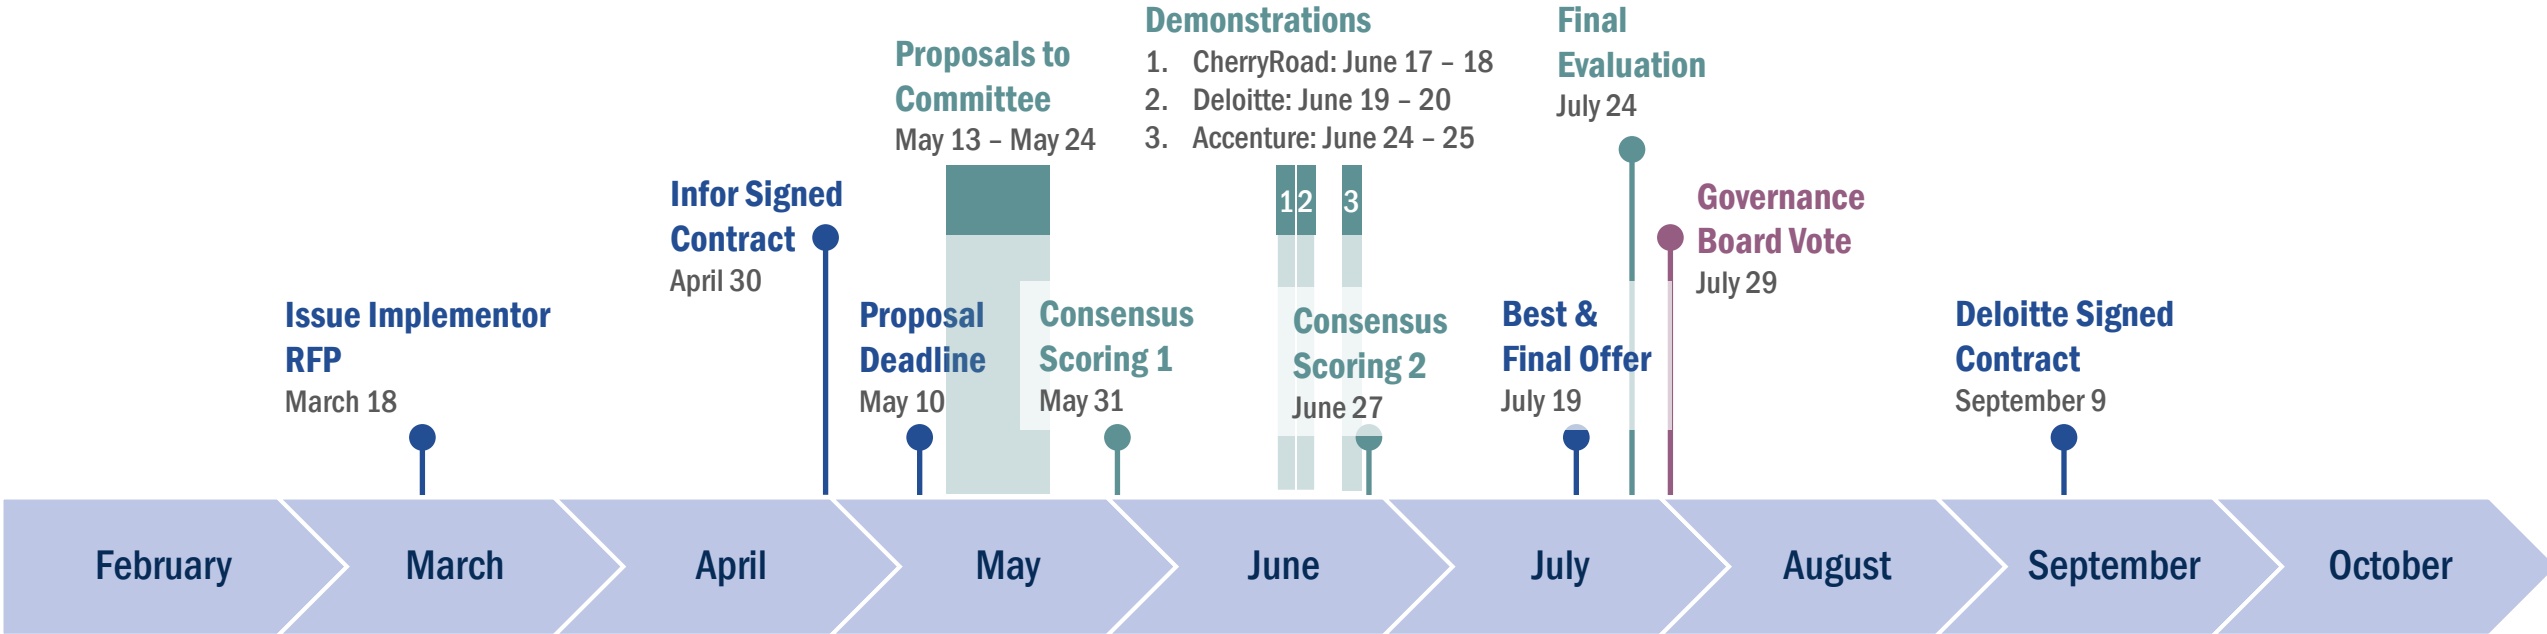 Issue Implementor
RFP
March 18
Infor Signed
Contract
April 30
Proposal
Deadline
May 10
Proposals to
Committee
May 13 – May 24
Consensus
Scoring 1
May 31
Demonstrations
1. CherryRoad: June 17 – 18
2. Deloitte: June 19 – 20
3. Accenture: June 24 – 25
1
2
3
Consensus
Scoring 2
June 27
Best &
Final Offer
July 19
Final
Evaluation
July 24
Governance
Board Vote
July 29
Deloitte Signed
Contract
September 9
February
March
April
May
June
July
August
September
October